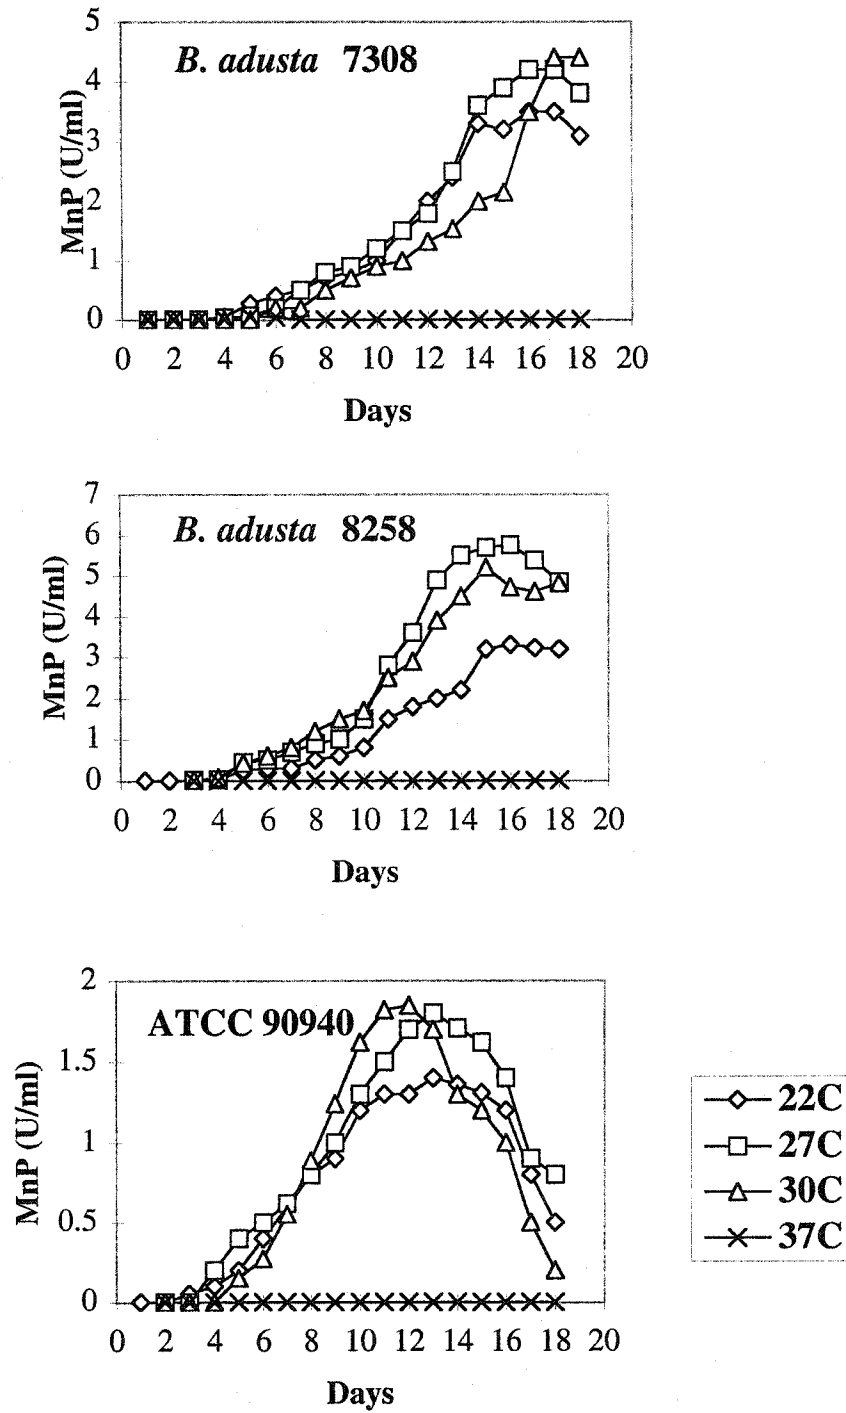 5
B. adusta 7308
4
3
2
1
0
MnP (U/ml)
0 2 4 6 8 10 12 14 16 18 20
Days
7
B. adusta 8258
6
5
4
3
2
1
0
MnP (U/ml)
0 2 4 6 8 10 12 14 16 18 20
Days
2
ATCC 90940
1.5
1
0.5
0
MnP (U/ml)
0 2 4 6 8 10 12 14 16 18 20
Days
22C
27C
30C
37C